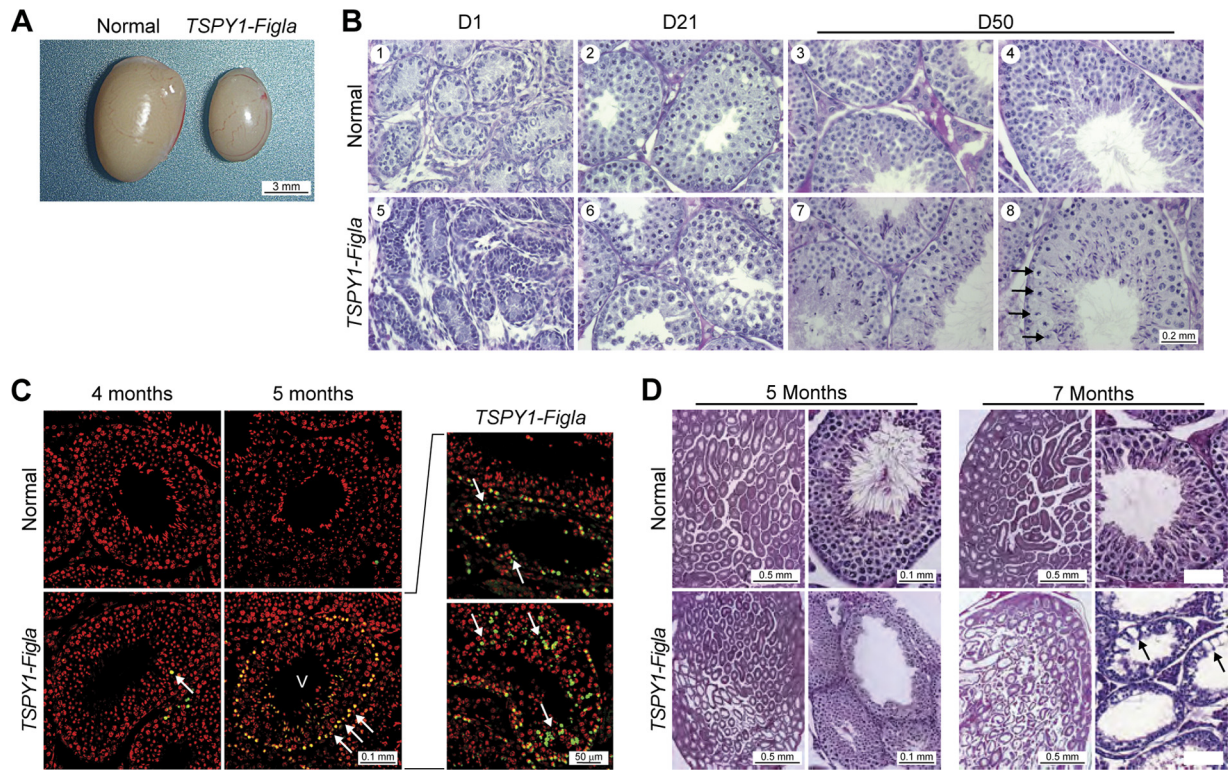 A
Normal TSPY1-Figla
3 mm
B
D1 D21 D50
Normal
1 2 3 4
TSPY1-Figla
5 6 7 8
0.2 mm
C
4 months 5 months
TSPY1-Figla
Normal
TSPY1-Figla
V
0.1 mm
50 µm
D
5 Months 7 Months
Normal
0.5 mm 0.1 mm 0.5 mm
TSPY1-Figla
0.5 mm 0.1 mm 0.5 mm